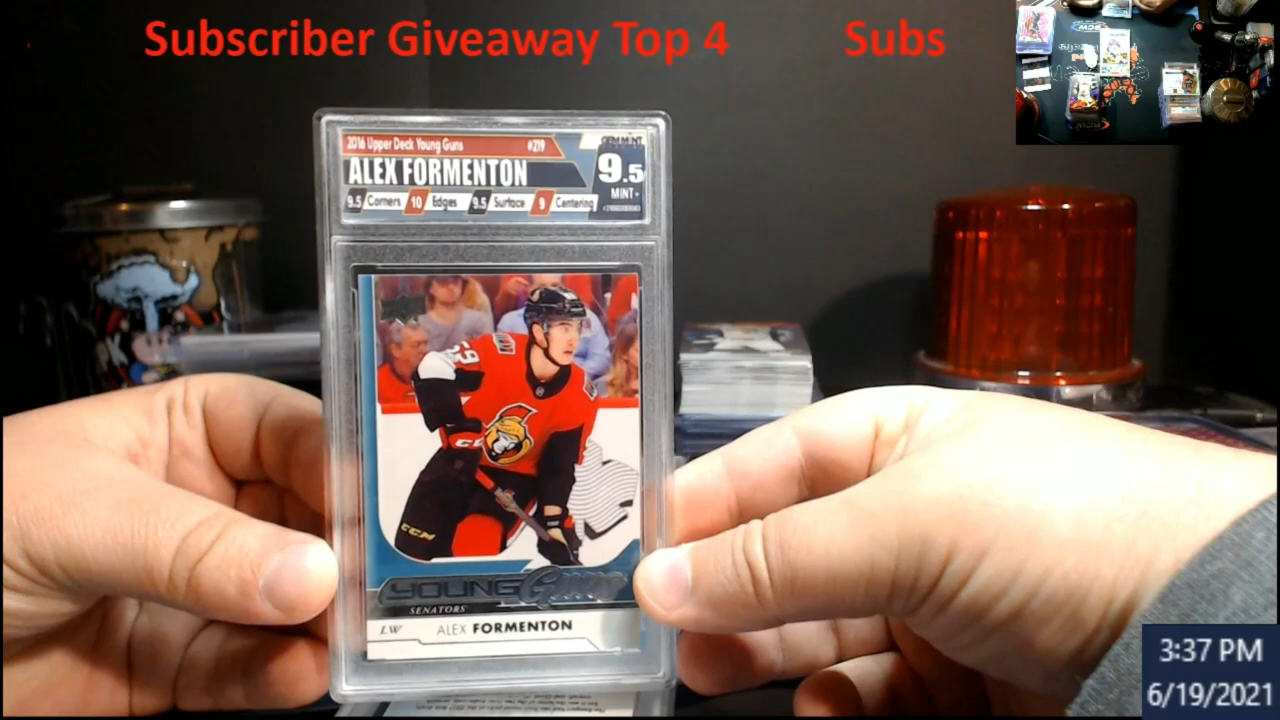 Subscriber Giveaway Top 4 Subs
2016 Upper Deck Young Guns #219
ALEX FORMENTON
9.5
MINT+
9.5 Corners 10 Edges 9.5 Surface 9 Centering
59
CCM
YOUNG Guns
SENATORS
LW ALEX FORMENTON
3:37 PM
6/19/2021